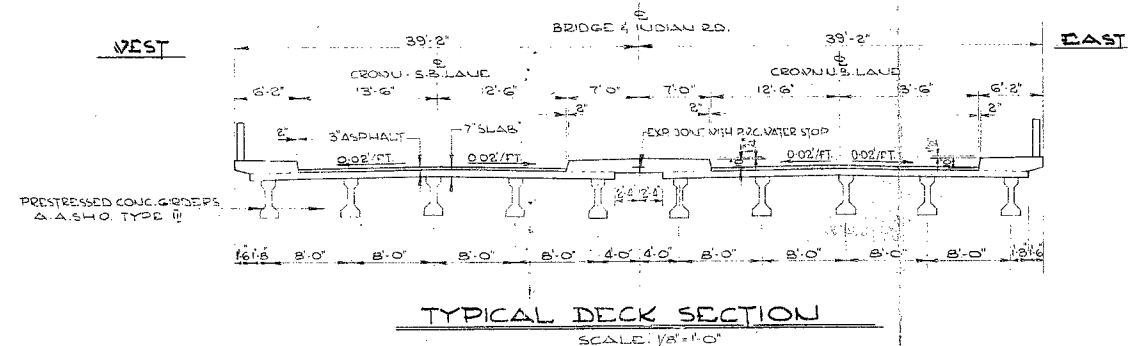 WEST
EAST
℄
BRIDGE & INDIAN RD.
39'-2"
39'-2"
℄
CROWN - S.B. LANE
℄
CROWN N.B. LANE
6'-2"
13'-6"
12'-6"
7'-0"
7'-0"
12'-6"
13'-6"
6'-2"
2"
2"
2"
2"
3" ASPHALT
7" SLAB
EXP. JOINT WITH P.V.C. WATER STOP
0.02'/FT.
0.02'/FT.
0.02'/FT.
0.02'/FT.
2'-4"
2'-4"
PRESTRESSED CONC. GIRDERS
A.A.S.H.O. TYPE III
1'-6"
1'-8"
8'-0"
8'-0"
8'-0"
8'-0"
4'-0"
4'-0"
8'-0"
8'-0"
8'-0"
8'-0"
1'-8"
1'-6"
TYPICAL DECK SECTION
SCALE: 1/8" = 1'-0"